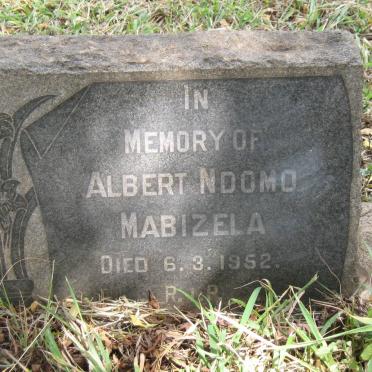 IN
MEMORY OF
ALBERT NDOMO
MABIZELA
DIED 6.3.1952.
R.I.P.